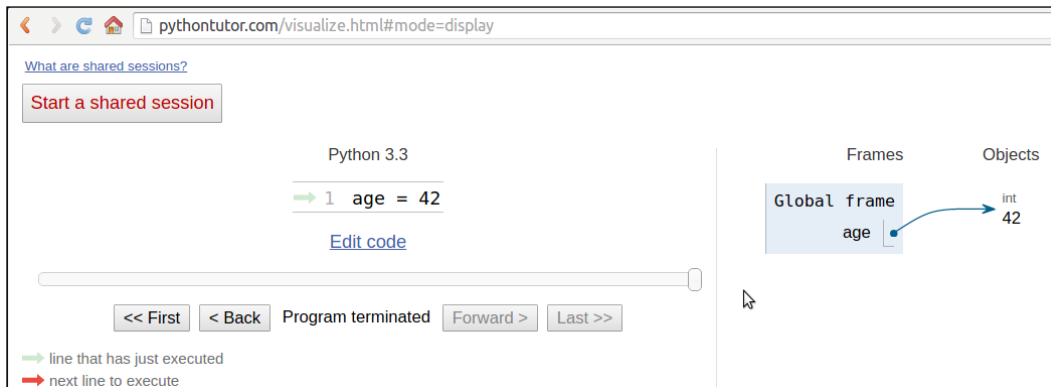 pythontutor.com/visualize.html#mode=display
What are shared sessions?
Start a shared session
Python 3.3
1 age = 42
Edit code
<< First < Back Program terminated Forward > Last >>
line that has just executed
next line to execute
Frames Objects
Global frame
age
int
42